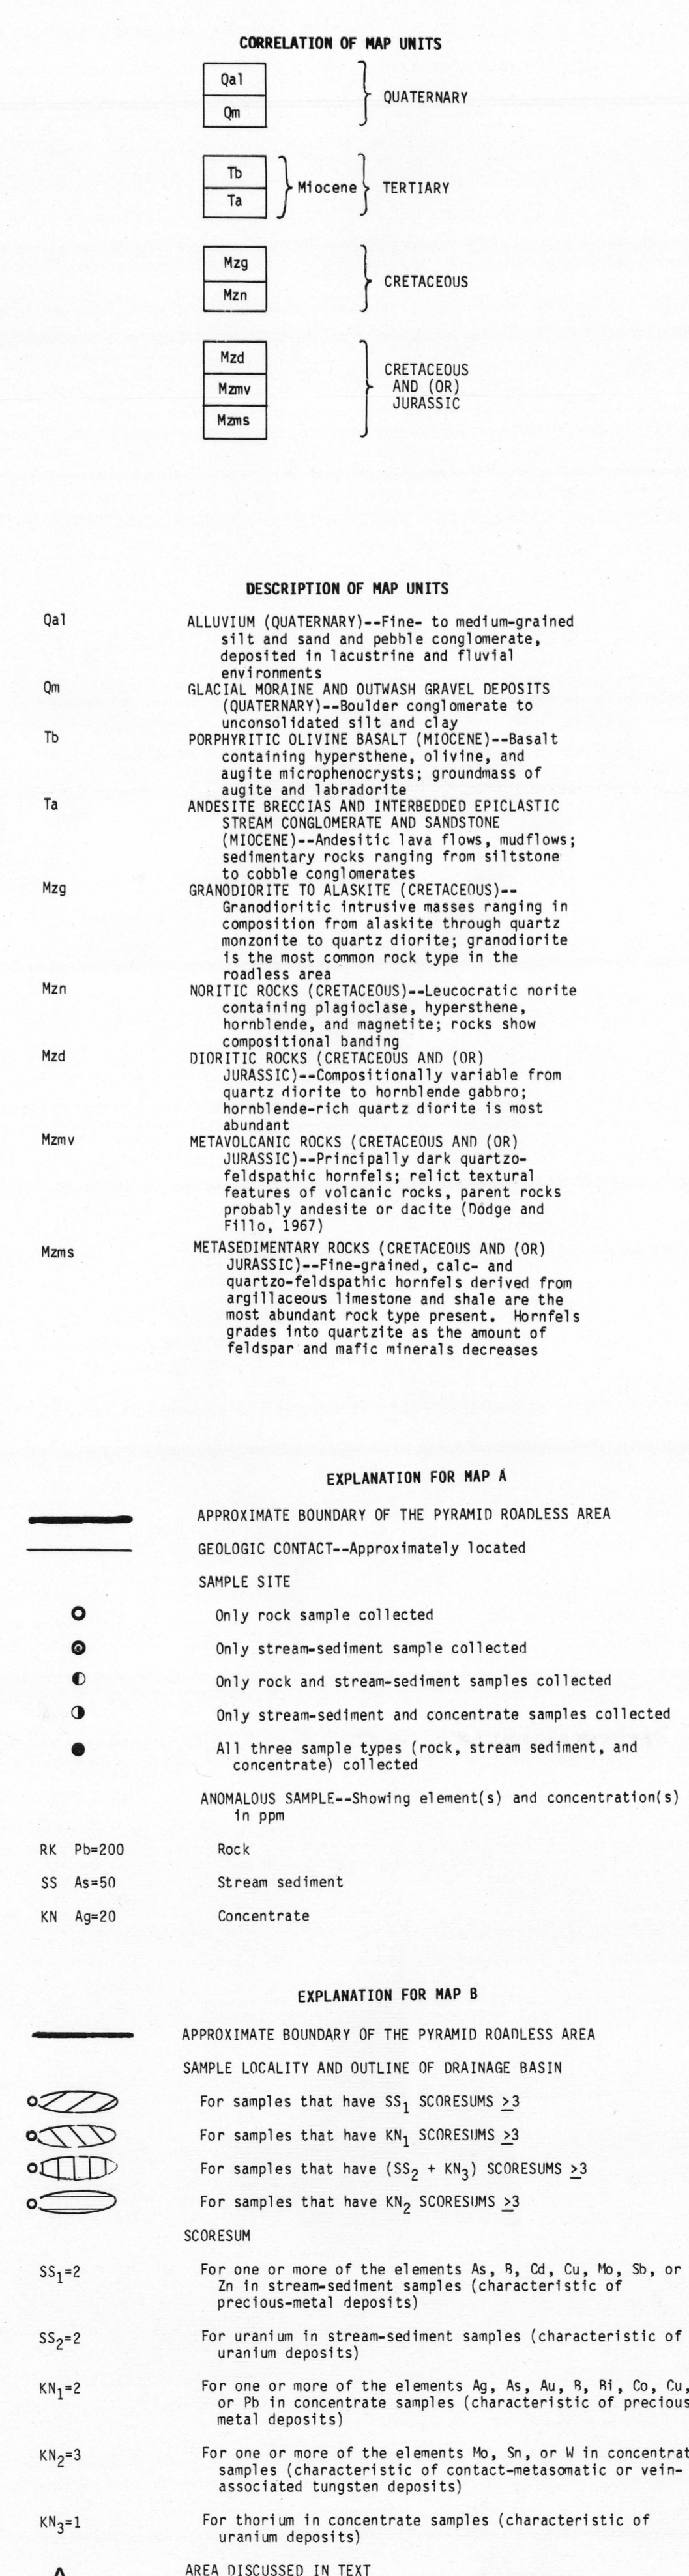 CORRELATION OF MAP UNITS
Qal
Qm
QUATERNARY
Tb
Ta
Miocene
TERTIARY
Mzg
Mzn
CRETACEOUS
Mzd
Mzmv
Mzms
CRETACEOUS
AND (OR)
JURASSIC
DESCRIPTION OF MAP UNITS
Qal ALLUVIUM (QUATERNARY)--Fine- to medium-grained
silt and sand and pebble conglomerate,
deposited in lacustrine and fluvial
environments
Qm GLACIAL MORAINE AND OUTWASH GRAVEL DEPOSITS
(QUATERNARY)--Boulder conglomerate to
unconsolidated silt and clay
Tb PORPHYRITIC OLIVINE BASALT (MIOCENE)--Basalt
containing hypersthene, olivine, and
augite microphenocrysts; groundmass of
augite and labradorite
Ta ANDESITE BRECCIAS AND INTERBEDDED EPICLASTIC
STREAM CONGLOMERATE AND SANDSTONE
(MIOCENE)--Andesitic lava flows, mudflows;
sedimentary rocks ranging from siltstone
to cobble conglomerates
Mzg GRANODIORITE TO ALASKITE (CRETACEOUS)--
Granodioritic intrusive masses ranging in
composition from alaskite through quartz
monzonite to quartz diorite; granodiorite
is the most common rock type in the
roadless area
Mzn NORITIC ROCKS (CRETACEOUS)--Leucocratic norite
containing plagioclase, hypersthene,
hornblende, and magnetite; rocks show
compositional banding
Mzd DIORITIC ROCKS (CRETACEOUS AND (OR)
JURASSIC)--Compositionally variable from
quartz diorite to hornblende gabbro;
hornblende-rich quartz diorite is most
abundant
Mzmv METAVOLCANIC ROCKS (CRETACEOUS AND (OR)
JURASSIC)--Principally dark quartzo-
feldspathic hornfels; relict textural
features of volcanic rocks, parent rocks
probably andesite or dacite (Dodge and
Fillo, 1967)
Mzms METASEDIMENTARY ROCKS (CRETACEOUS AND (OR)
JURASSIC)--Fine-grained, calc- and
quartzo-feldspathic hornfels derived from
argillaceous limestone and shale are the
most abundant rock type present. Hornfels
grades into quartzite as the amount of
feldspar and mafic minerals decreases
EXPLANATION FOR MAP A
APPROXIMATE BOUNDARY OF THE PYRAMID ROADLESS AREA
GEOLOGIC CONTACT--Approximately located
SAMPLE SITE
Only rock sample collected
Only stream-sediment sample collected
Only rock and stream-sediment samples collected
Only stream-sediment and concentrate samples collected
All three sample types (rock, stream sediment, and
concentrate) collected
ANOMALOUS SAMPLE--Showing element(s) and concentration(s)
in ppm
RK Pb=200 Rock
SS As=50 Stream sediment
KN Ag=20 Concentrate
EXPLANATION FOR MAP B
APPROXIMATE BOUNDARY OF THE PYRAMID ROADLESS AREA
SAMPLE LOCALITY AND OUTLINE OF DRAINAGE BASIN
For samples that have SS₁ SCORESUMS ≥3
For samples that have KN₁ SCORESUMS ≥3
For samples that have (SS₂ + KN₃) SCORESUMS ≥3
For samples that have KN₂ SCORESUMS ≥3
SCORESUM
SS₁=2 For one or more of the elements As, B, Cd, Cu, Mo, Sb, or
Zn in stream-sediment samples (characteristic of
precious-metal deposits)
SS₂=2 For uranium in stream-sediment samples (characteristic of
uranium deposits)
KN₁=2 For one or more of the elements Ag, As, Au, B, Bi, Co, Cu,
or Pb in concentrate samples (characteristic of precious
metal deposits)
KN₂=3 For one or more of the elements Mo, Sn, or W in concentrat
samples (characteristic of contact-metasomatic or vein-
associated tungsten deposits)
KN₃=1 For thorium in concentrate samples (characteristic of
uranium deposits)
AREA DISCUSSED IN TEXT